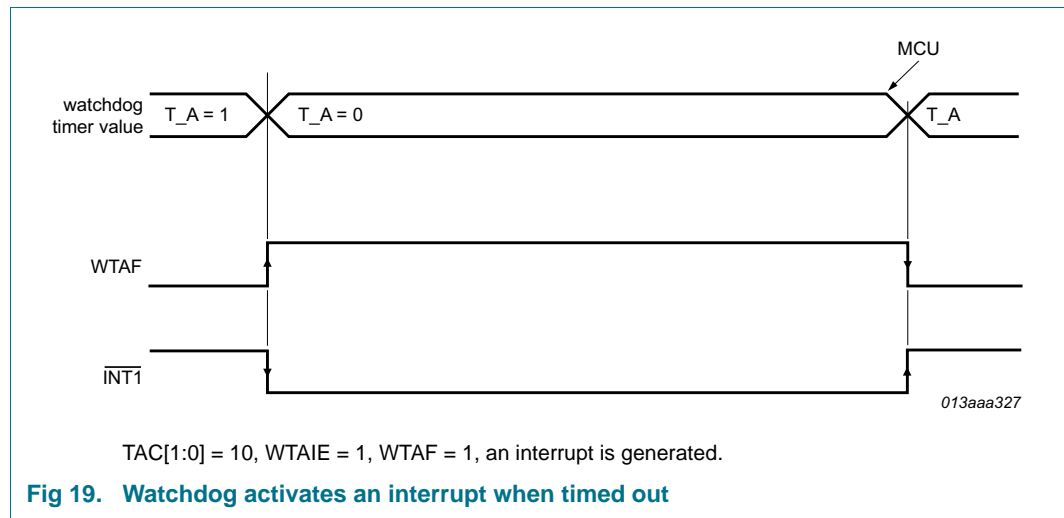 MCU
watchdog
timer value
T_A = 1
T_A = 0
T_A
WTAF
INT1
013aaa327
TAC[1:0] = 10, WTAIE = 1, WTAF = 1, an interrupt is generated.
Fig 19. Watchdog activates an interrupt when timed out